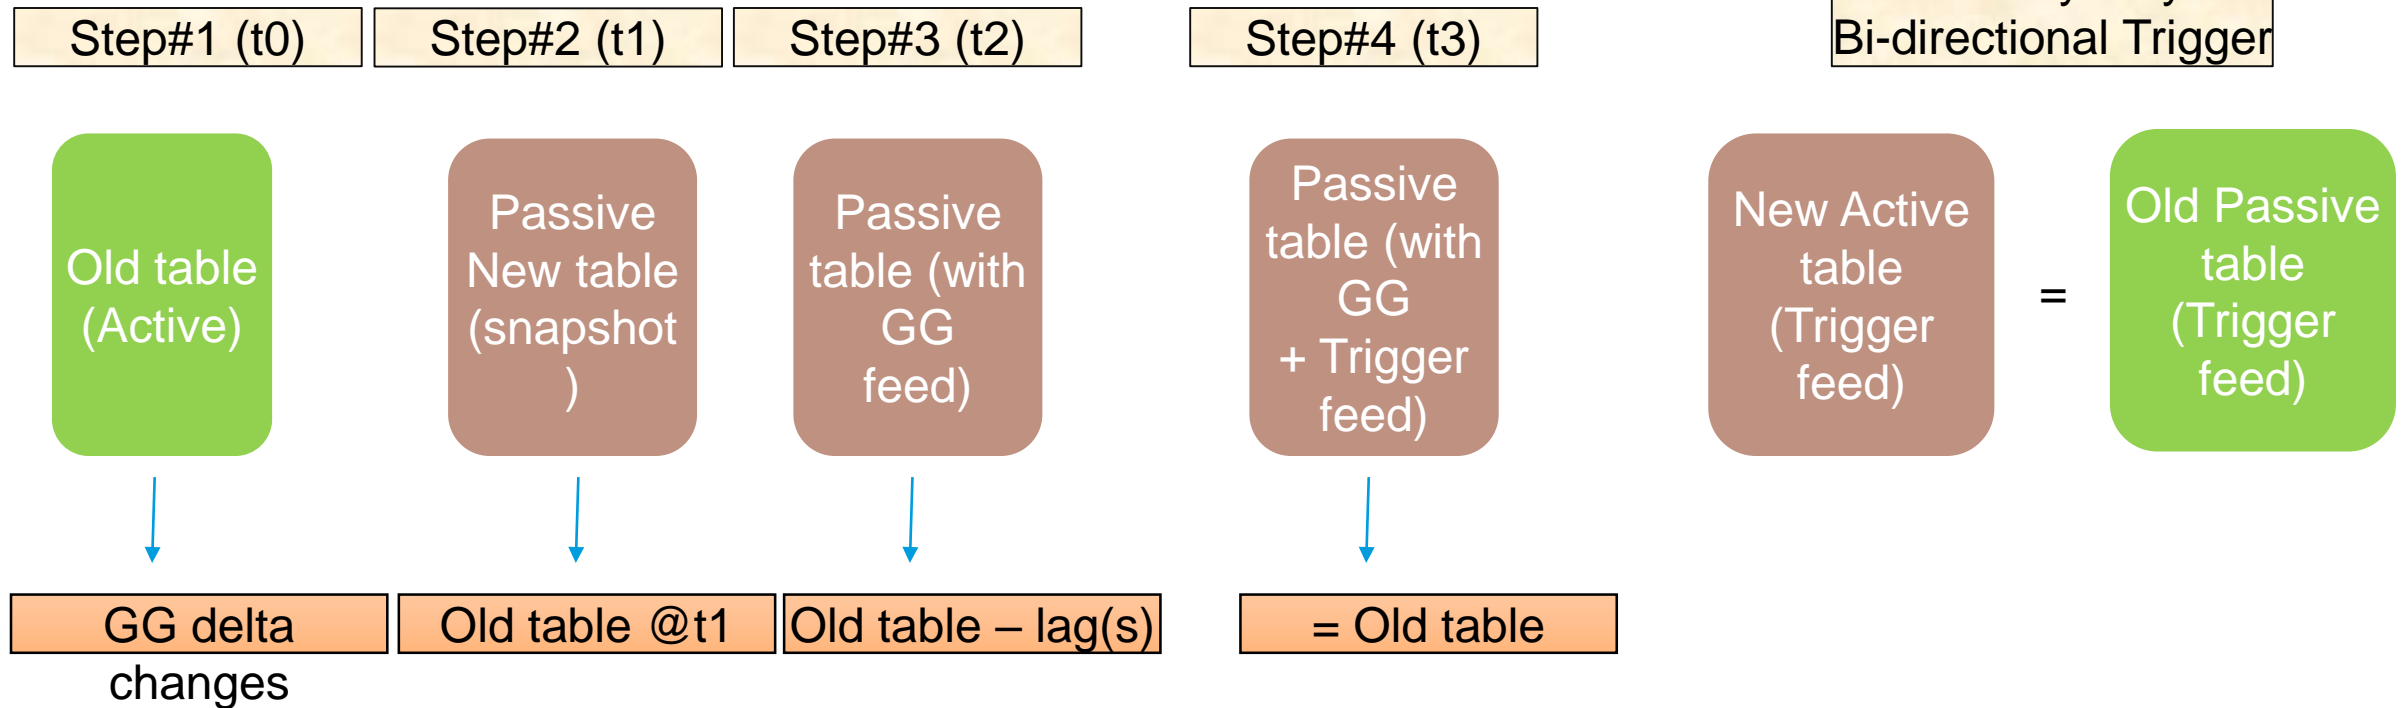 Step#1 (t0)
Step#2 (t1)
Step#3 (t2)
Step#4 (t3)
Bi-directional Trigger
Old table
(Active)
Passive
New table
(snapshot
)
Passive
table (with
GG
feed)
Passive
table (with
GG
+ Trigger
feed)
New Active
table
(Trigger
feed)
=
Old Passive
table
(Trigger
feed)
GG delta
changes
Old table @t1
Old table – lag(s)
= Old table